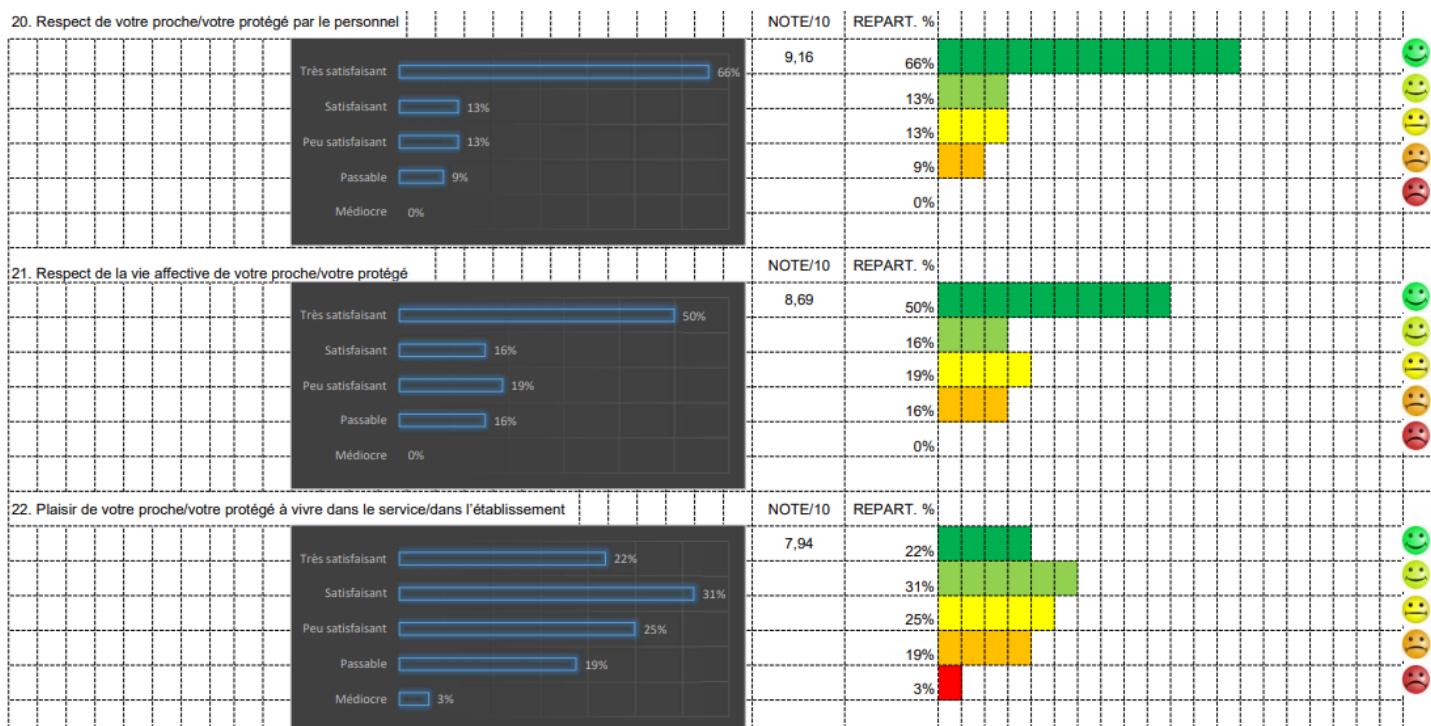 20. Respect de votre proche/votre protégé par le personnel NOTE/10 REPART. %
9,16
Très satisfaisant 66% 66%
Satisfaisant 13% 13%
Peu satisfaisant 13% 13%
Passable 9% 9%
Médiocre 0% 0%
21. Respect de la vie affective de votre proche/votre protégé NOTE/10 REPART. %
8,69
Très satisfaisant 50% 50%
Satisfaisant 16% 16%
Peu satisfaisant 19% 19%
Passable 16% 16%
Médiocre 0% 0%
22. Plaisir de votre proche/votre protégé à vivre dans le service/dans l'établissement NOTE/10 REPART. %
7,94
Très satisfaisant 22% 22%
Satisfaisant 31% 31%
Peu satisfaisant 25% 25%
Passable 19% 19%
Médiocre 3% 3%